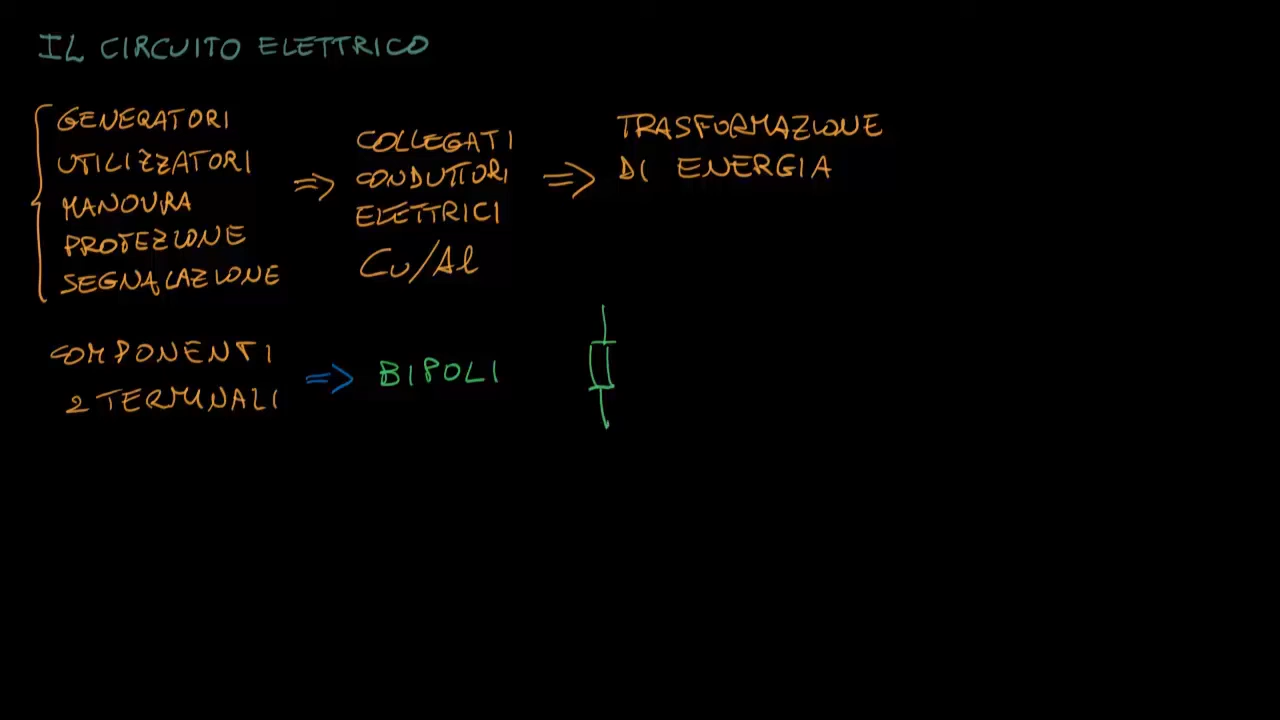 IL CIRCUITO ELETTRICO
GENERATORI
UTILIZZATORI
MANOVRA
PROTEZIONE
SEGNALAZIONE
=>
COLLEGATI
CONDUTTORI
ELETTRICI
Cu/Al
=>
TRASFORMAZIONE
DI ENERGIA
COMPONENTI
2 TERMINALI
=>
BIPOLI